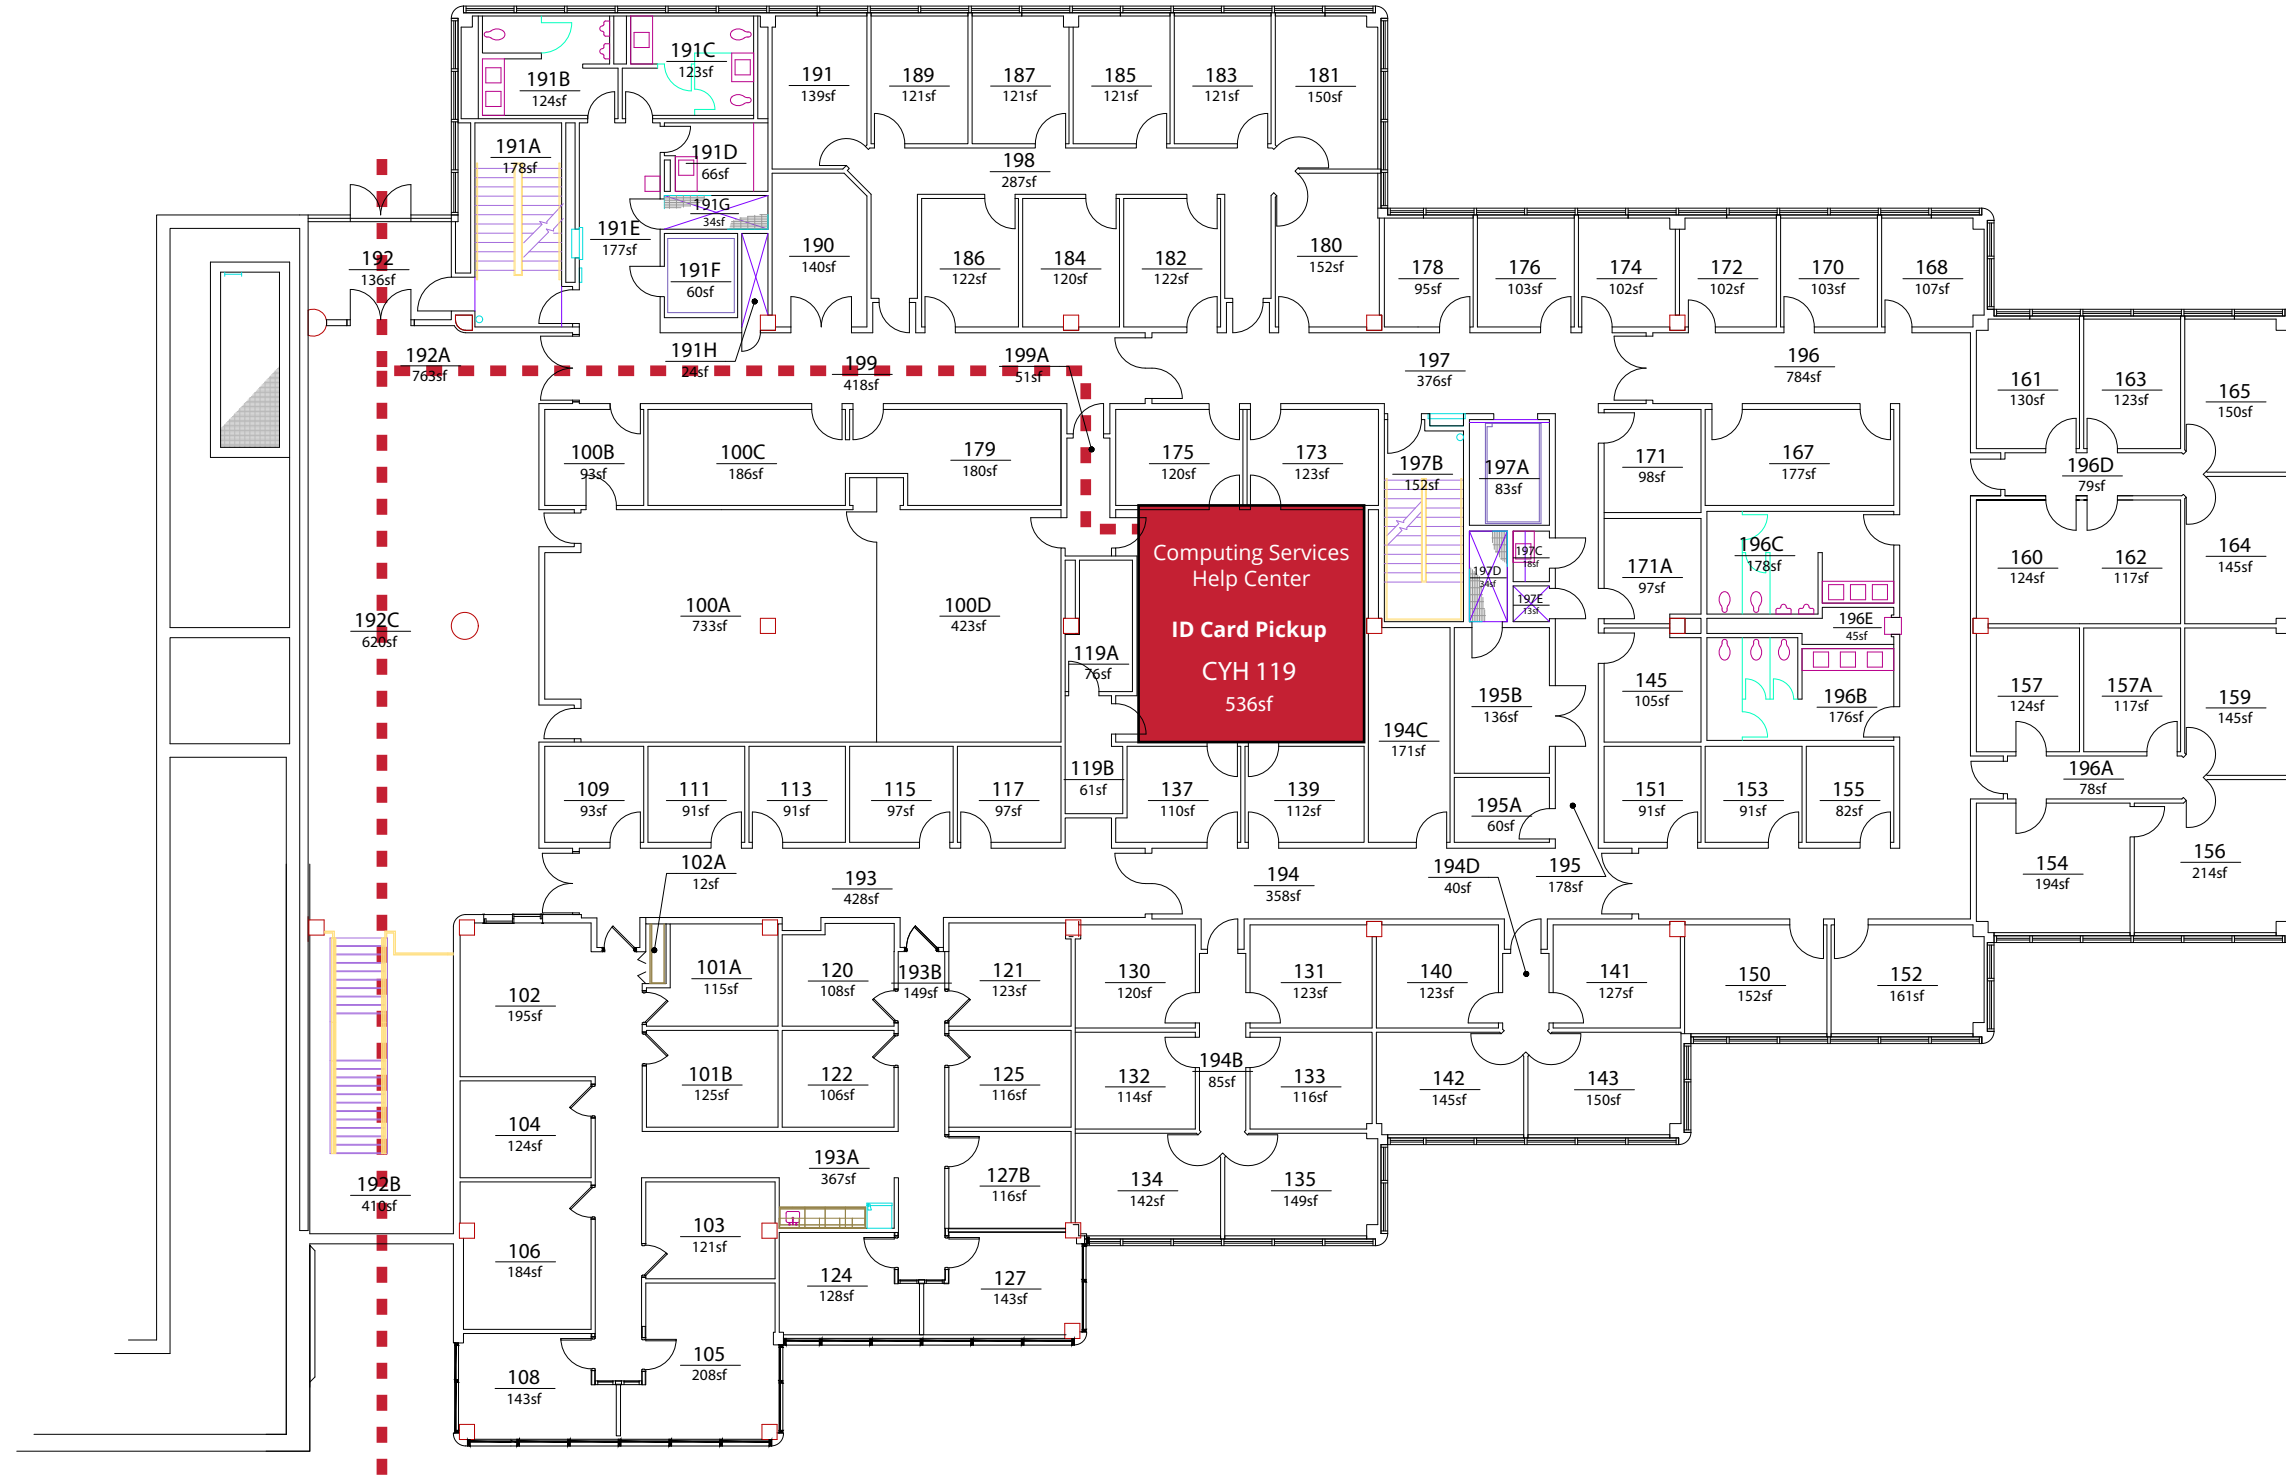 191C
123sf
191B
124sf
191
139sf
189
121sf
187
121sf
185
121sf
183
121sf
181
150sf
191A
178sf
191D
66sf
198
287sf
191G
34sf
191E
177sf
191F
60sf
190
140sf
186
122sf
184
120sf
182
122sf
180
152sf
178
95sf
176
103sf
174
102sf
172
102sf
170
103sf
168
107sf
192
136sf
192A
763sf
191H
24sf
199
418sf
199A
51sf
197
376sf
196
784sf
161
130sf
163
123sf
165
150sf
100B
93sf
100C
186sf
179
180sf
175
120sf
173
123sf
197B
152sf
197A
83sf
171
98sf
167
177sf
196D
79sf
Computing Services
Help Center
ID Card Pickup
CYH 119
536sf
197C
18sf
197D
34sf
197E
13sf
171A
97sf
196C
178sf
160
124sf
162
117sf
164
145sf
192C
620sf
100A
733sf
100D
423sf
119A
76sf
196E
45sf
194C
171sf
195B
136sf
145
105sf
196B
176sf
157
124sf
157A
117sf
159
145sf
109
93sf
111
91sf
113
91sf
115
97sf
117
97sf
119B
61sf
137
110sf
139
112sf
195A
60sf
151
91sf
153
91sf
155
82sf
196A
78sf
102A
12sf
193
428sf
194
358sf
194D
40sf
195
178sf
154
194sf
156
214sf
102
195sf
101A
115sf
120
108sf
193B
149sf
121
123sf
130
120sf
131
123sf
140
123sf
141
127sf
150
152sf
152
161sf
101B
125sf
122
106sf
125
116sf
132
114sf
194B
85sf
133
116sf
142
145sf
143
150sf
104
124sf
193A
367sf
127B
116sf
134
142sf
135
149sf
192B
410sf
106
184sf
103
121sf
124
128sf
127
143sf
108
143sf
105
208sf